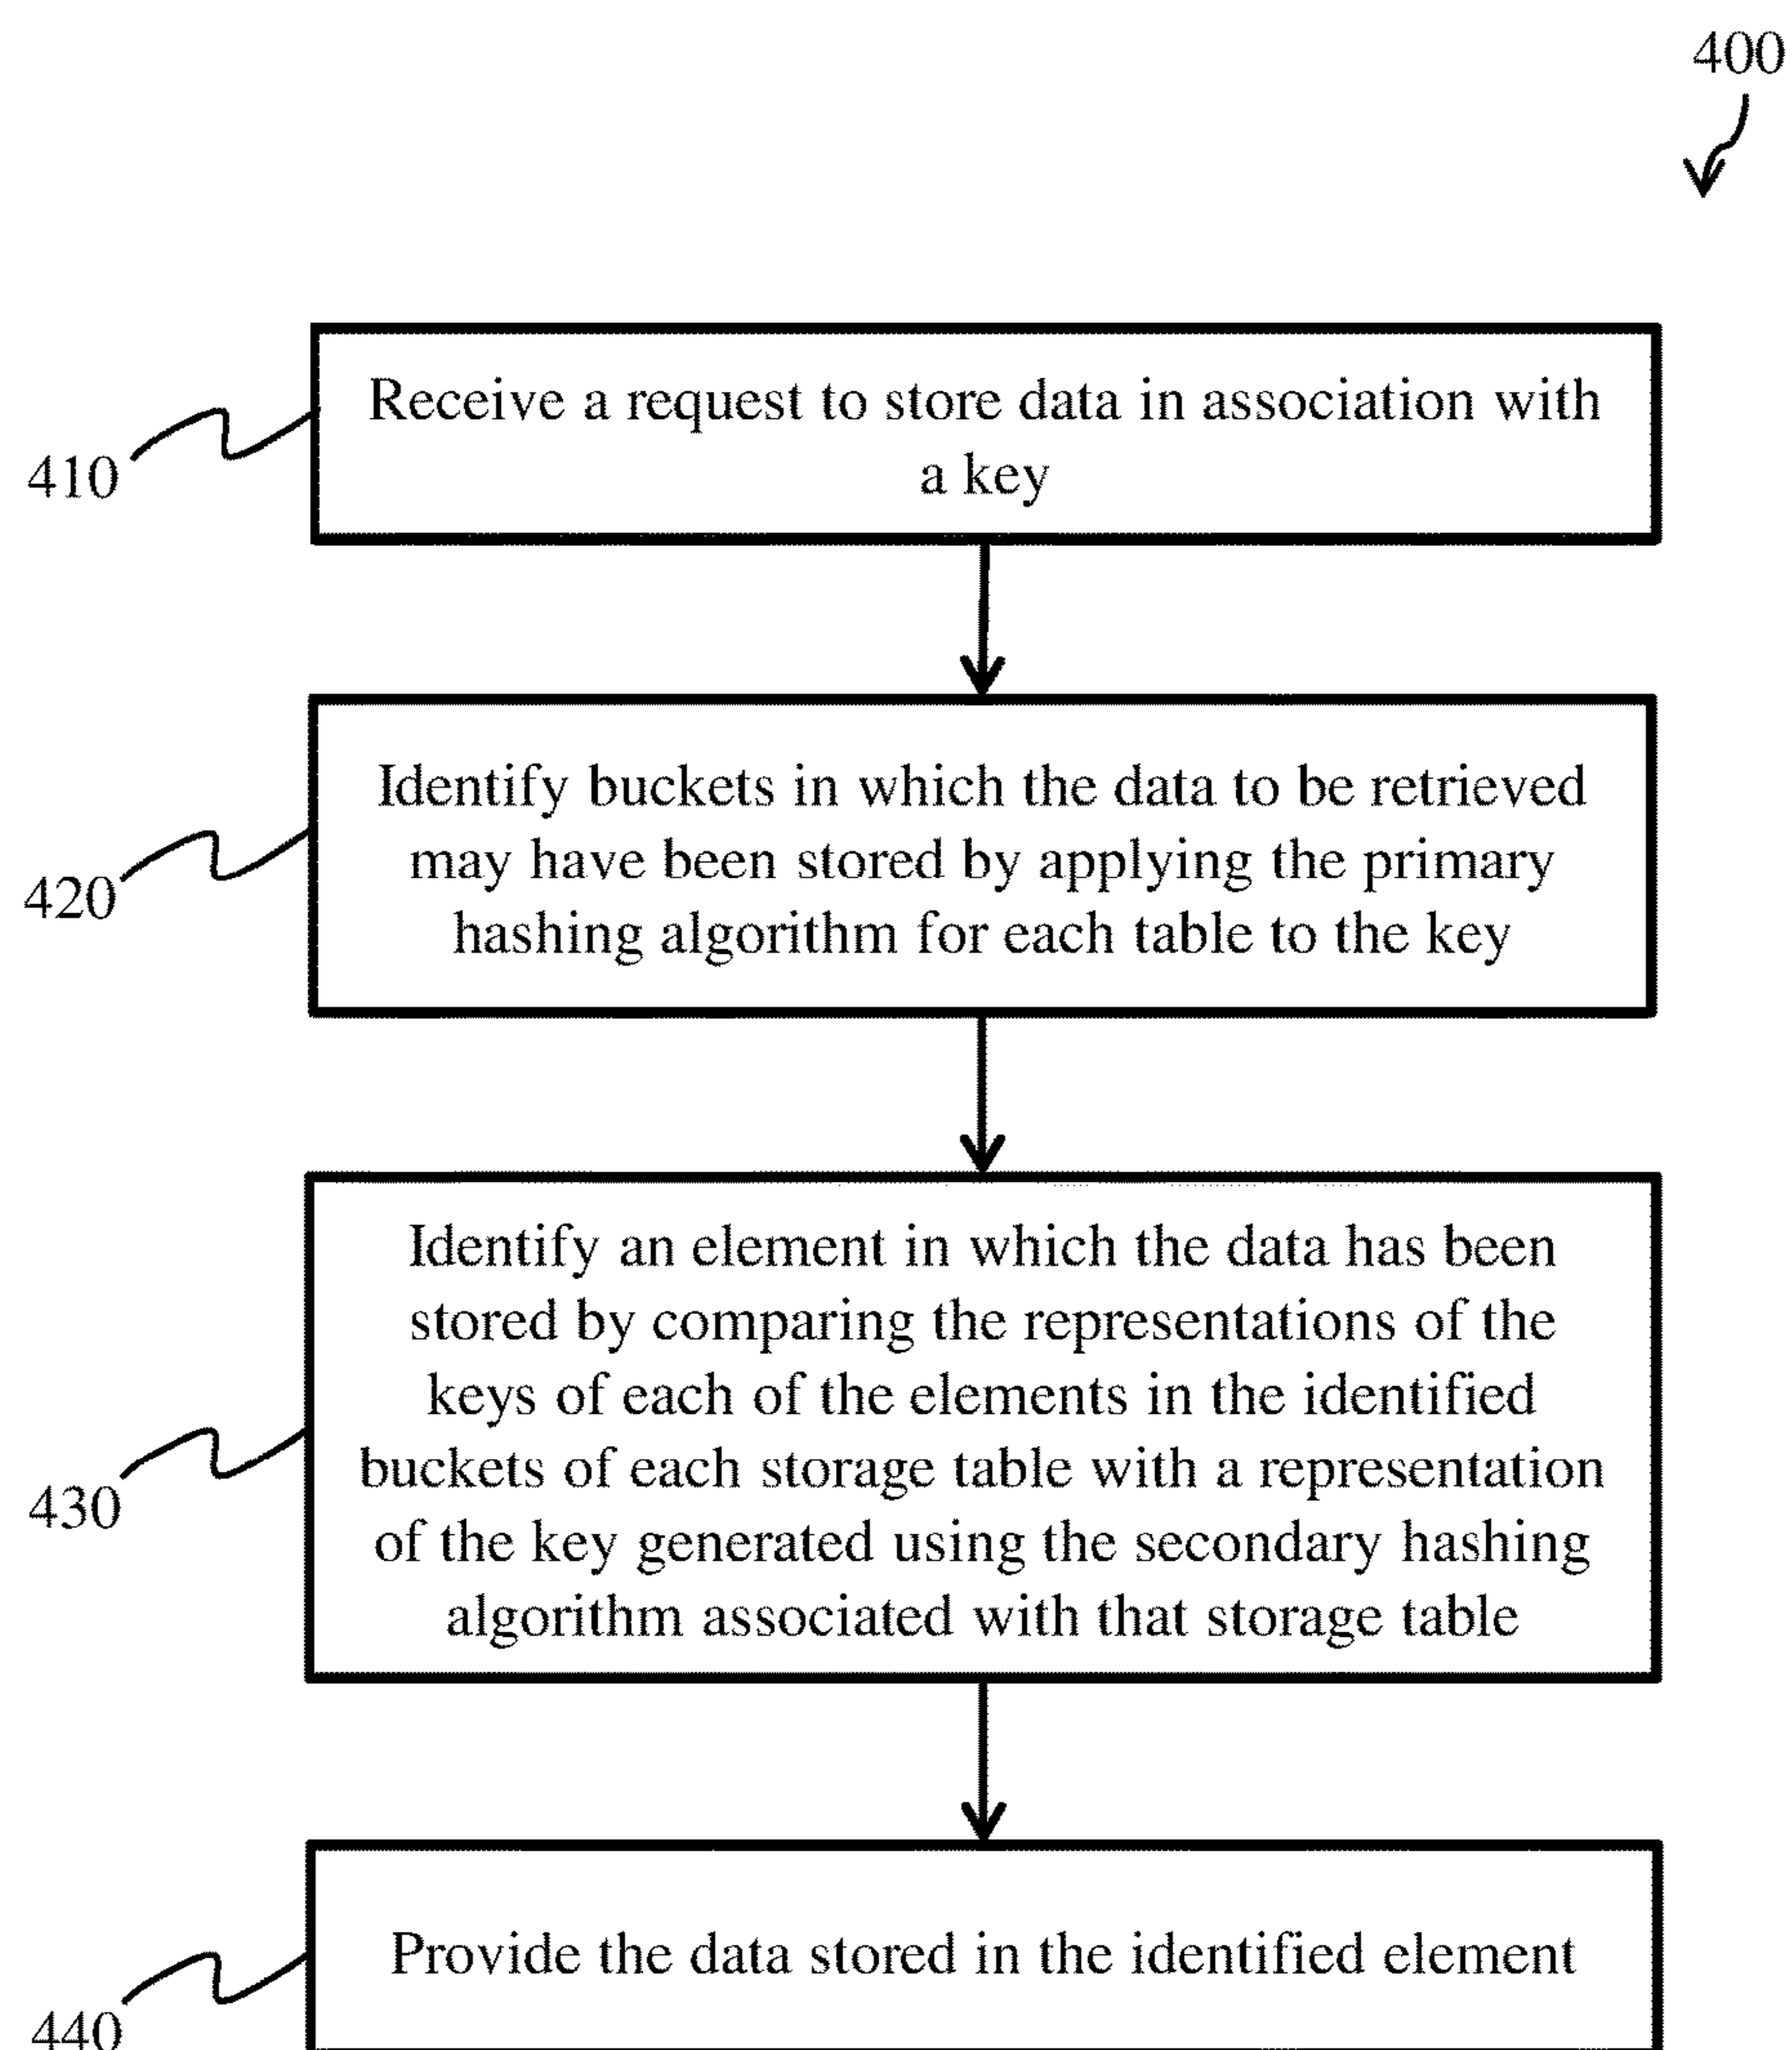 400
Receive a request to store data in association with
a key
410
Identify buckets in which the data to be retrieved
may have been stored by applying the primary
hashing algorithm for each table to the key
420
Identify an element in which the data has been
stored by comparing the representations of the
keys of each of the elements in the identified
buckets of each storage table with a representation
of the key generated using the secondary hashing
algorithm associated with that storage table
430
Provide the data stored in the identified element
440